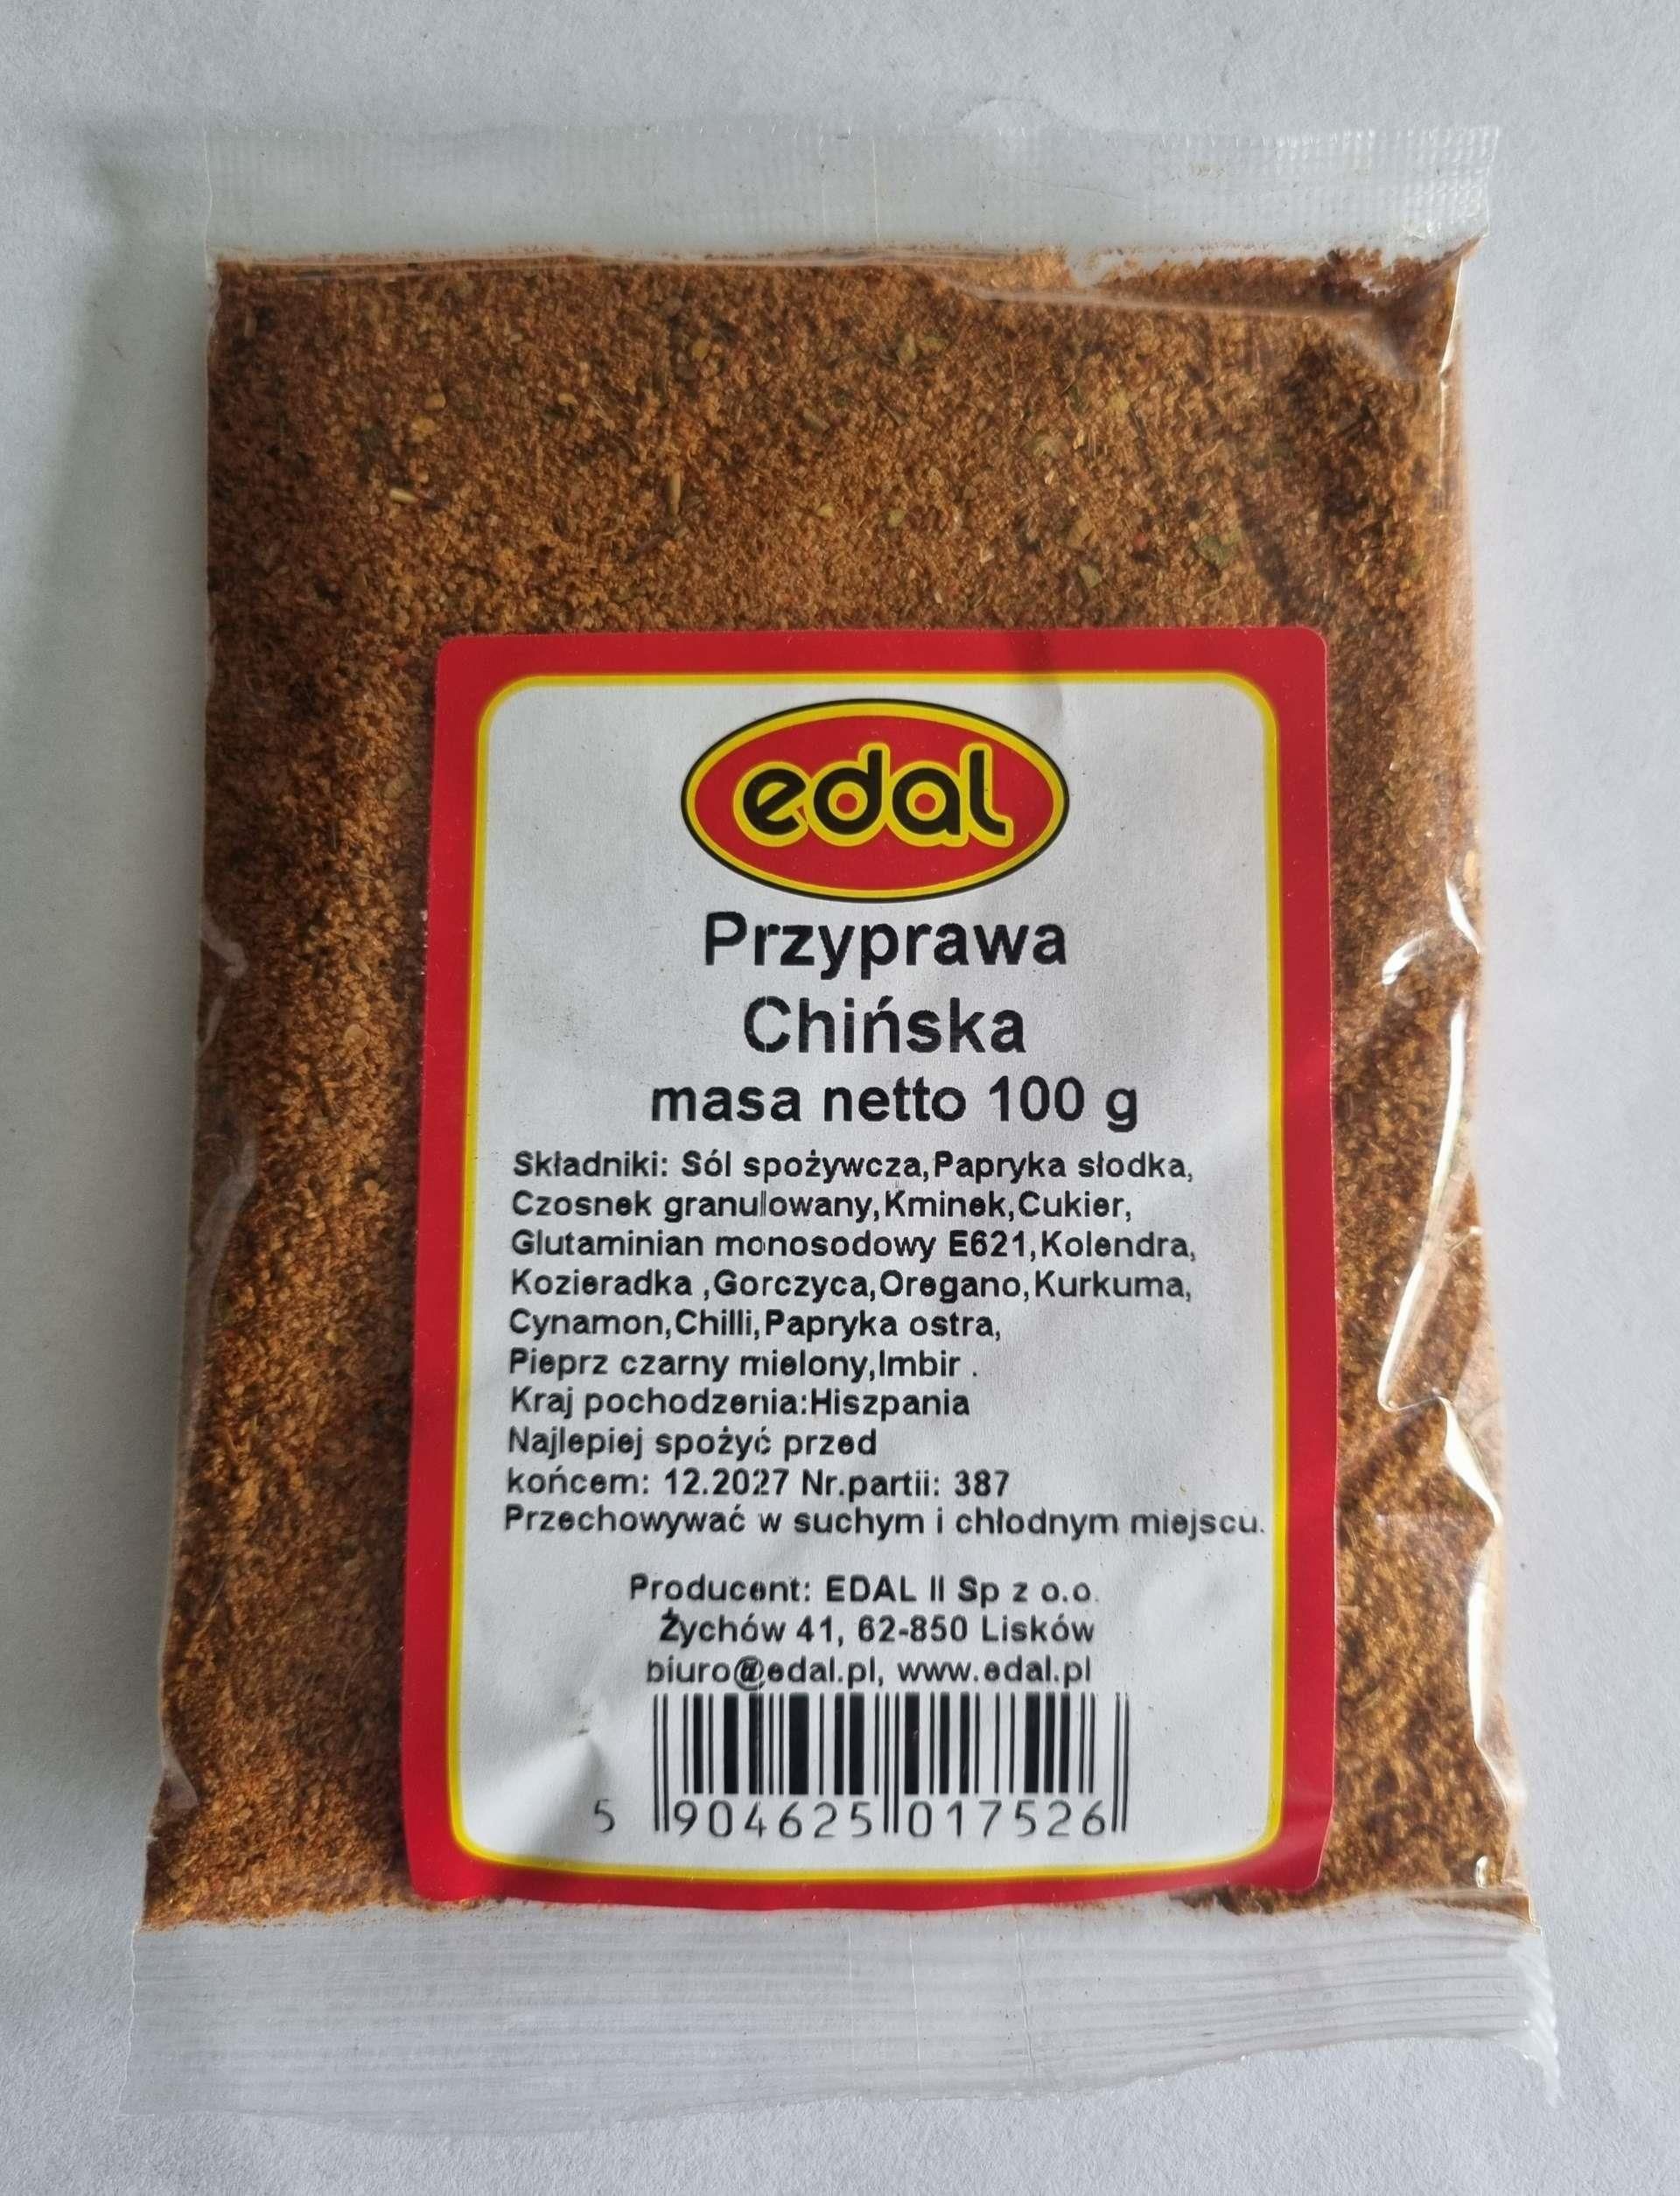 edal
Przyprawa
Chińska
masa netto 100 g
Składniki: Sól spożywcza,Papryka słodka,
Czosnek granulowany,Kminek,Cukier,
Glutaminian monosodowy E621,Kolendra,
Kozieradka ,Gorczyca,Oregano,Kurkuma,
Cynamon,Chilli,Papryka ostra,
Pieprz czarny mielony,Imbir .
Kraj pochodzenia:Hiszpania
Najlepiej spożyć przed
końcem: 12.2027 Nr.partii: 387
Przechowywać w suchym i chłodnym miejscu.
Producent: EDAL II Sp z o.o.
Żychów 41, 62-850 Lisków
biuro@edal.pl, www.edal.pl
5 904625 017526